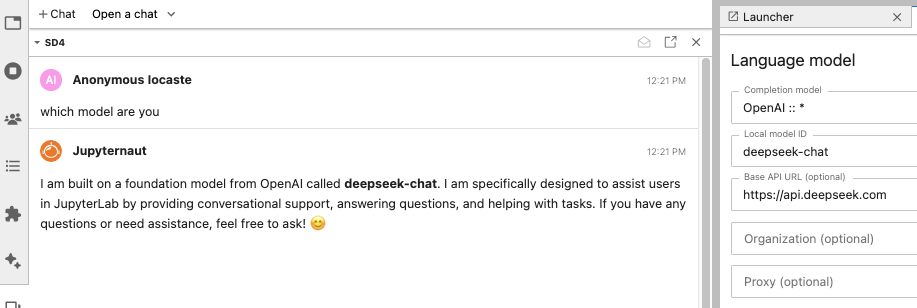 + Chat Open a chat
SD4
AI Anonymous Iocaste 12:21 PM
which model are you
Jupyternaut 12:21 PM
I am built on a foundation model from OpenAI called deepseek-chat. I am specifically designed to assist users
in JupyterLab by providing conversational support, answering questions, and helping with tasks. If you have any
questions or need assistance, feel free to ask! 😊
Launcher
Language model
Completion model
OpenAI :: *
Local model ID
deepseek-chat
Base API URL (optional)
https://api.deepseek.com
Organization (optional)
Proxy (optional)